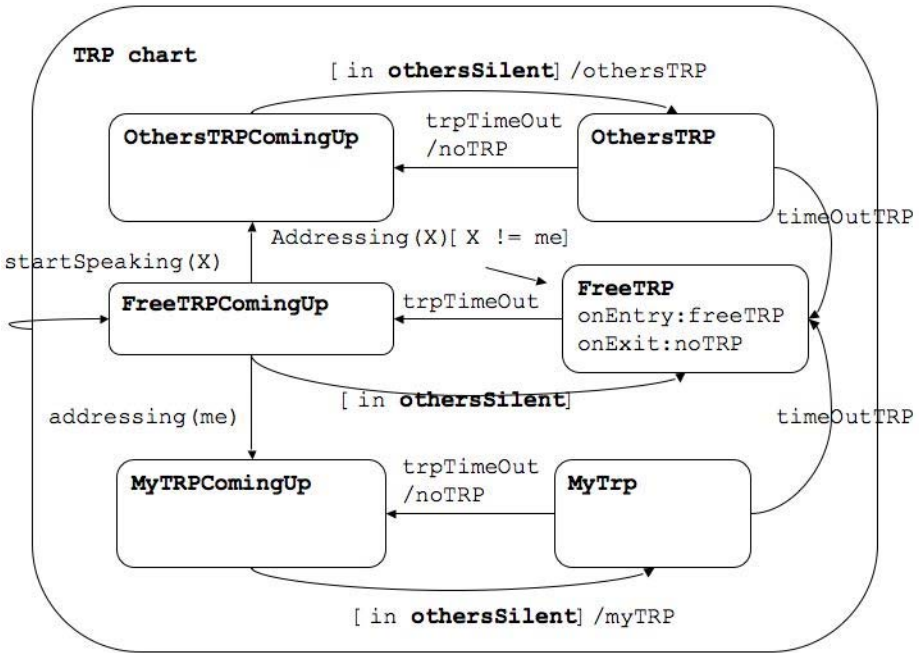 TRP chart
[ in othersSilent] /othersTRP
OthersTRPComingUp
trpTimeOut
/noTRP
OthersTRP
timeOutTRP
Addressing(X)[ X != me]
startSpeaking(X)
FreeTRPComingUp
trpTimeOut
FreeTRP
onEntry:freeTRP
onExit:noTRP
[ in othersSilent]
addressing(me)
timeOutTRP
MyTRPComingUp
trpTimeOut
/noTRP
MyTrp
[ in othersSilent] /myTRP